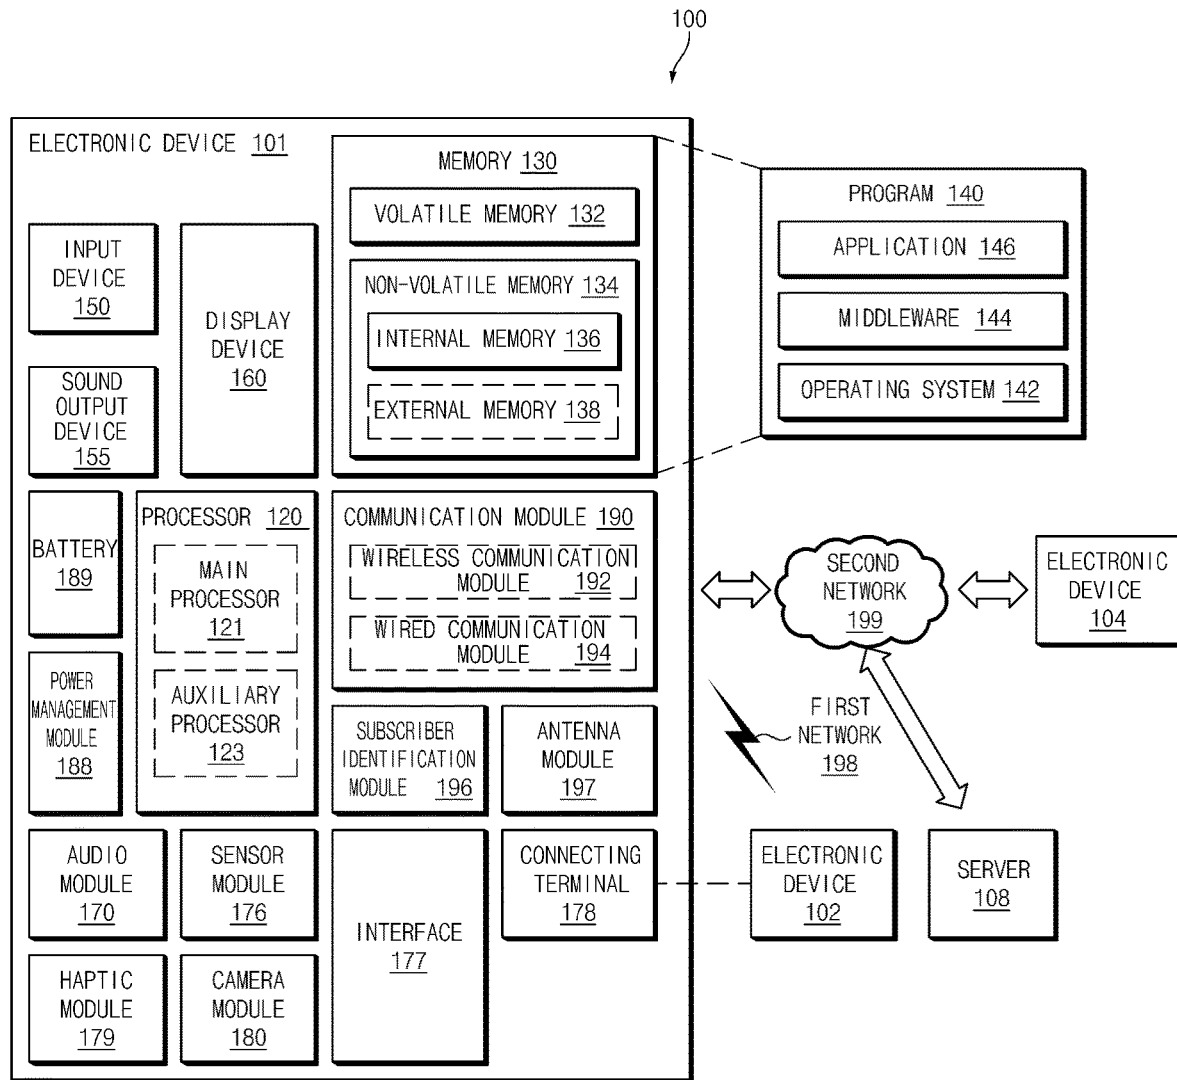 100
ELECTRONIC DEVICE 101
MEMORY 130
VOLATILE MEMORY 132
NON-VOLATILE MEMORY 134
INTERNAL MEMORY 136
EXTERNAL MEMORY 138
PROGRAM 140
APPLICATION 146
MIDDLEWARE 144
OPERATING SYSTEM 142
INPUT
DEVICE
150
DISPLAY
DEVICE
160
SOUND
OUTPUT
DEVICE
155
BATTERY
189
PROCESSOR 120
MAIN
PROCESSOR
121
AUXILIARY
PROCESSOR
123
COMMUNICATION MODULE 190
WIRELESS COMMUNICATION
MODULE 192
WIRED COMMUNICATION
MODULE 194
SECOND
NETWORK
199
ELECTRONIC
DEVICE
104
POWER
MANAGEMENT
MODULE
188
SUBSCRIBER
IDENTIFICATION
MODULE 196
ANTENNA
MODULE
197
FIRST
NETWORK
198
AUDIO
MODULE
170
SENSOR
MODULE
176
INTERFACE
177
CONNECTING
TERMINAL
178
ELECTRONIC
DEVICE
102
SERVER
108
HAPTIC
MODULE
179
CAMERA
MODULE
180